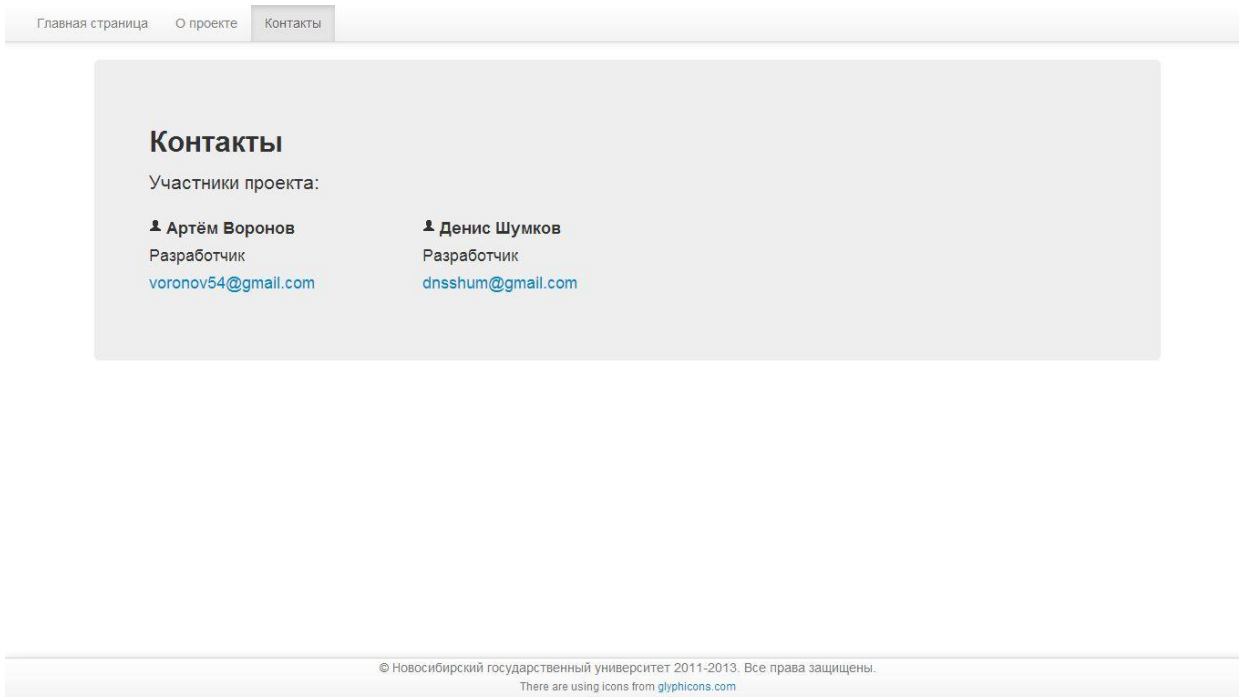 Главная страница О проекте Контакты
Контакты
Участники проекта:
Артём Воронов Денис Шумков
Разработчик Разработчик
voronov54@gmail.com dnsshum@gmail.com
© Новосибирский государственный университет 2011-2013. Все права защищены.
There are using icons from glyphicons.com